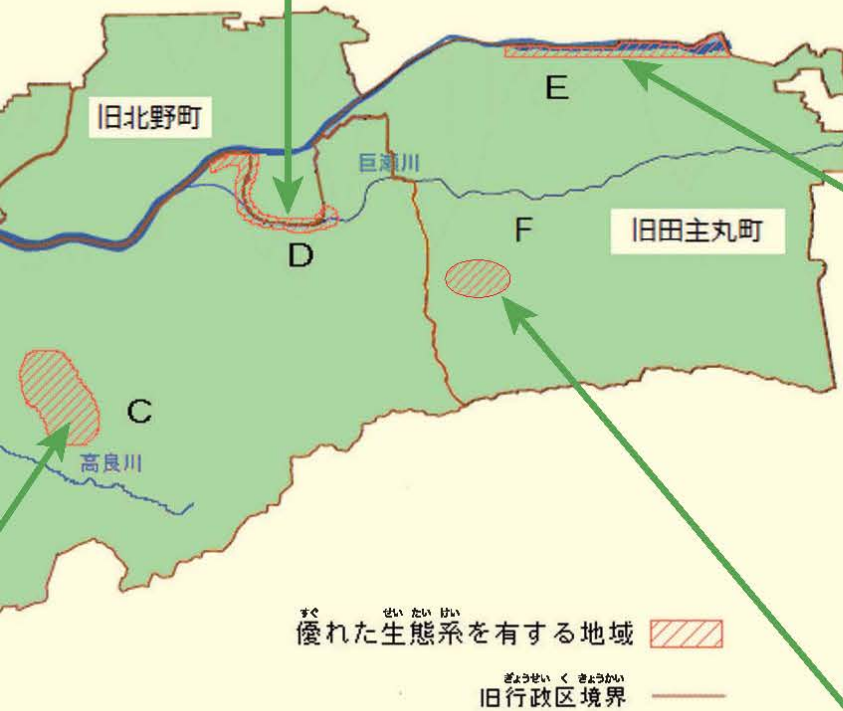 E
旧北野町
巨瀬川
F
旧田主丸町
D
C
高良川
すぐ せい たい けい
優れた生態系を有する地域
ぎょうせい く きょうかい
旧行政区境界